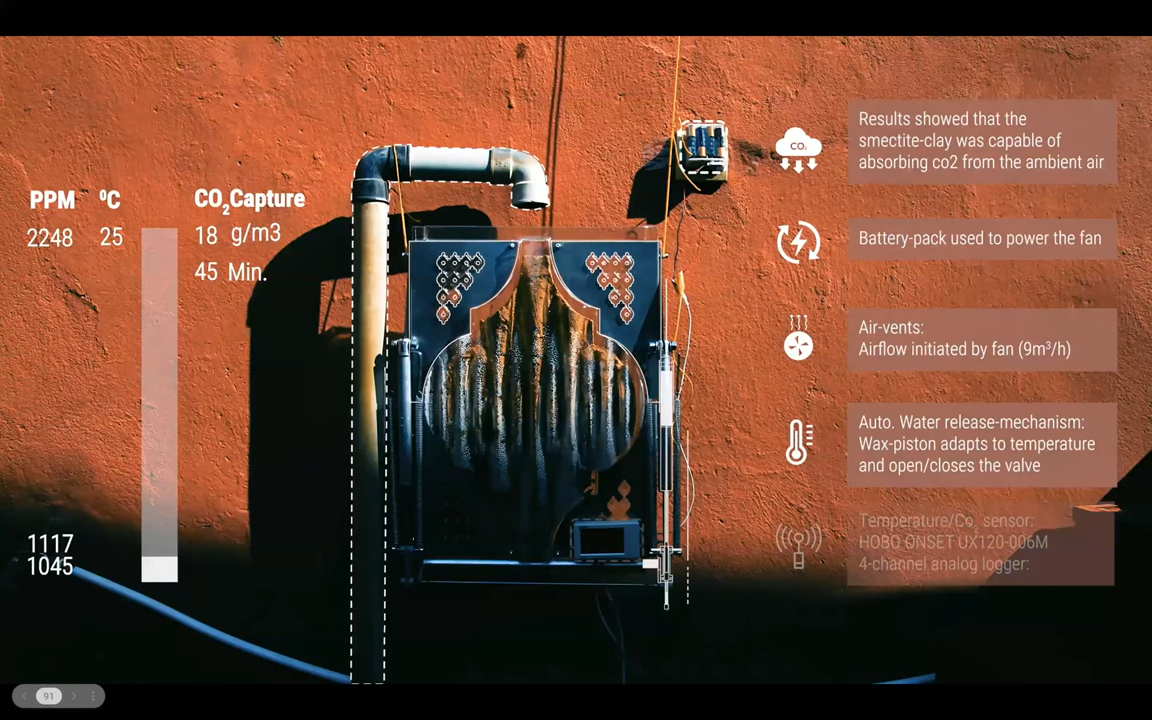 PPM ⁰C
2248 25
CO₂Capture
18 g/m3
45 Min.
1117
1045
CO₂
Results showed that the
smectite-clay was capable of
absorbing co2 from the ambient air
Battery-pack used to power the fan
Air-vents:
Airflow initiated by fan (9m³/h)
Auto. Water release-mechanism:
Wax-piston adapts to temperature
and open/closes the valve
Temperature/Co₂ sensor:
HOBO ONSET UX120-006M
4-channel analog logger:
91